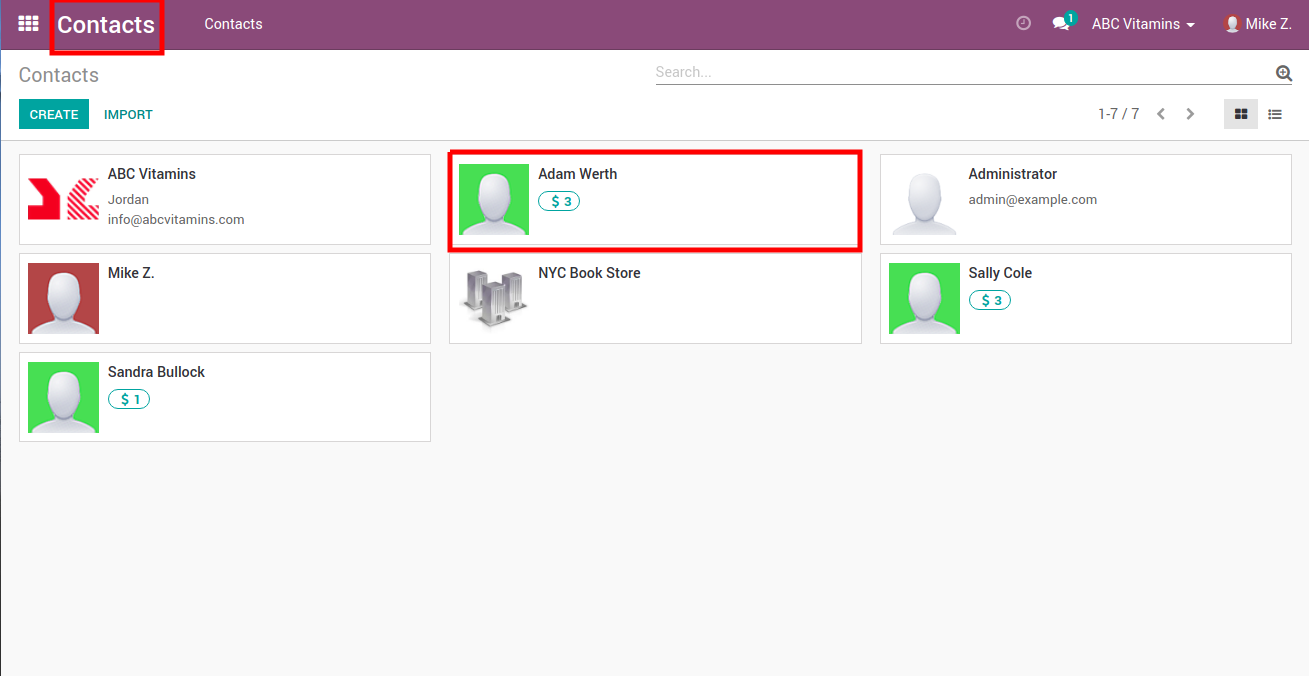 Contacts
Contacts
1
ABC Vitamins
Mike Z.
Contacts
Search...
CREATE
IMPORT
1-7 / 7
ABC Vitamins
Jordan
info@abcvitamins.com
Adam Werth
$ 3
Administrator
admin@example.com
Mike Z.
NYC Book Store
Sally Cole
$ 3
Sandra Bullock
$ 1